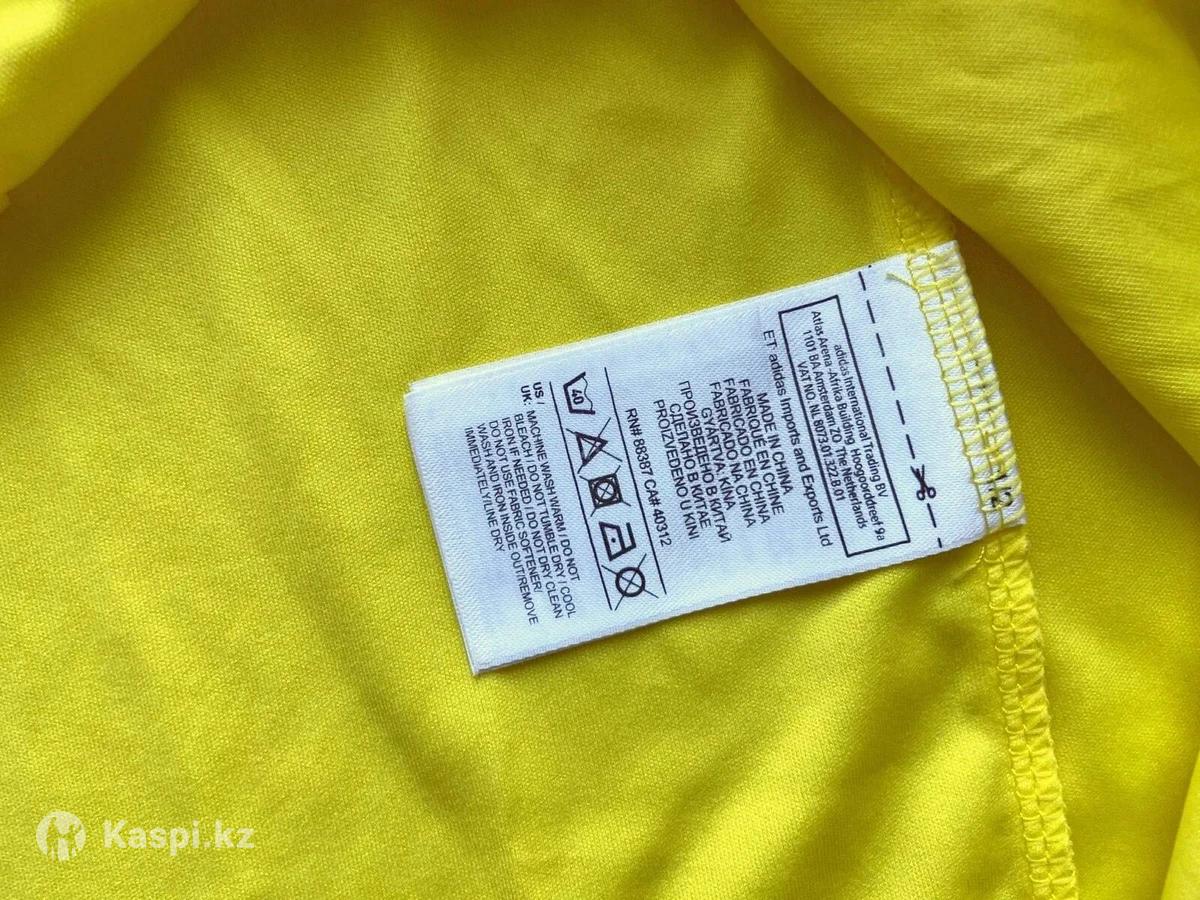 1/2
adidas International Trading BV
Atlas Arena -Afrika Building, Hoogoorddreef 9a
1101 BA Amsterdam ZO, The Netherlands
VAT NO. NL 8073.01.322.B.01
ET: adidas Imports and Exports Ltd
MADE IN CHINA
FABRIQUÉ EN CHINE
FABRICADO EN CHINA
FABRICADO NA CHINA
GYÁRTVA: KÍNA
ПРОИЗВЕДЕНО В КИТАЙ
СДЕЛАНО В КИТАЕ
PROIZVEDENO U KINI
RN# 88387 CA# 40312
40
US /
UK: MACHINE WASH WARM / DO NOT
BLEACH / DO NOT TUMBLE DRY / COOL
IRON IF NEEDED / DO NOT DRY CLEAN
DO NOT USE FABRIC SOFTENER/
WASH AND IRON INSIDE OUT/REMOVE
IMMEDIATELY/LINE DRY
Kaspi.kz